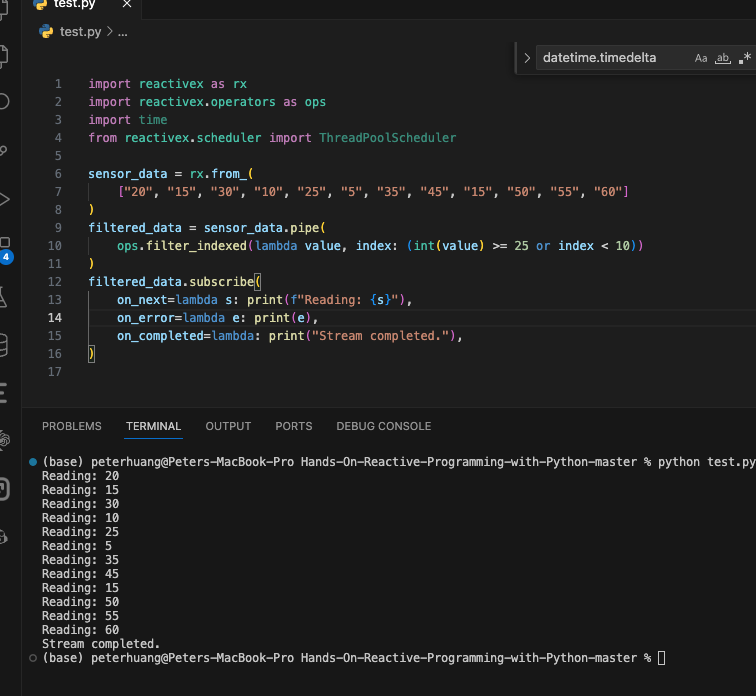 test.py ×
test.py > ...
> datetime.timedelta Aa ab .*
1 import reactivex as rx
2 import reactivex.operators as ops
3 import time
4 from reactivex.scheduler import ThreadPoolScheduler
5
6 sensor_data = rx.from_(
7     ["20", "15", "30", "10", "25", "5", "35", "45", "15", "50", "55", "60"]
8 )
9 filtered_data = sensor_data.pipe(
10     ops.filter_indexed(lambda value, index: (int(value) >= 25 or index < 10))
11 )
12 filtered_data.subscribe(
13     on_next=lambda s: print(f"Reading: {s}"),
14     on_error=lambda e: print(e),
15     on_completed=lambda: print("Stream completed."),
16 )
17
4
PROBLEMS TERMINAL OUTPUT PORTS DEBUG CONSOLE
(base) peterhuang@Peters-MacBook-Pro Hands-On-Reactive-Programming-with-Python-master % python test.py
Reading: 20
Reading: 15
Reading: 30
Reading: 10
Reading: 25
Reading: 5
Reading: 35
Reading: 45
Reading: 15
Reading: 50
Reading: 55
Reading: 60
Stream completed.
(base) peterhuang@Peters-MacBook-Pro Hands-On-Reactive-Programming-with-Python-master %